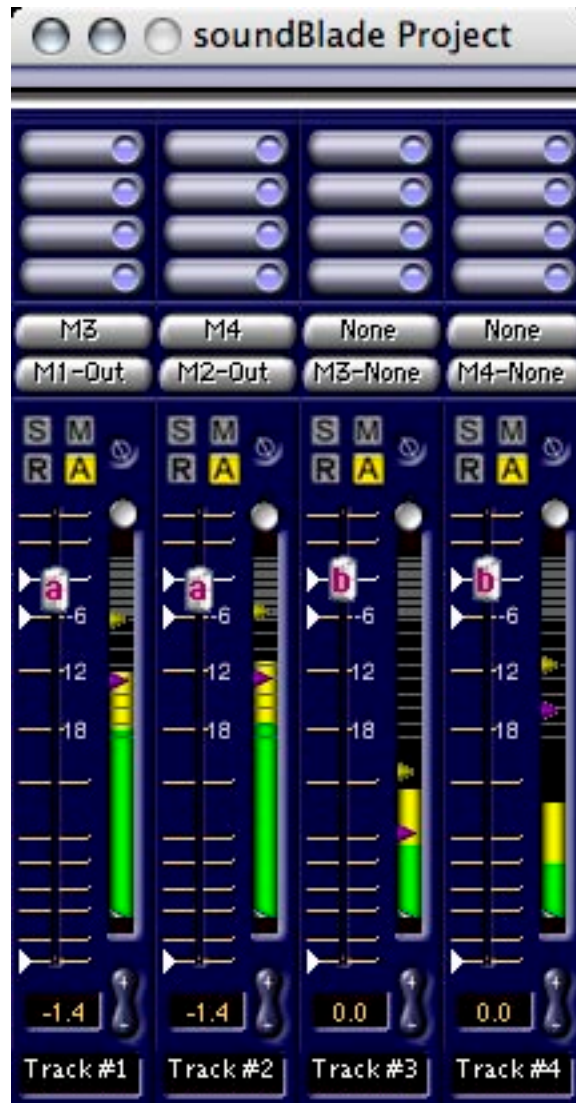 soundBlade Project
M3 M4 None None
M1-Out M2-Out M3-None M4-None
S M S M S M S M
R A R A R A R A
a a b b
-6 -6 -6 -6
-12 -12 -12 -12
-18 -18 -18 -18
+ + + +
- - - -
-1.4 -1.4 0.0 0.0
Track #1 Track #2 Track #3 Track #4